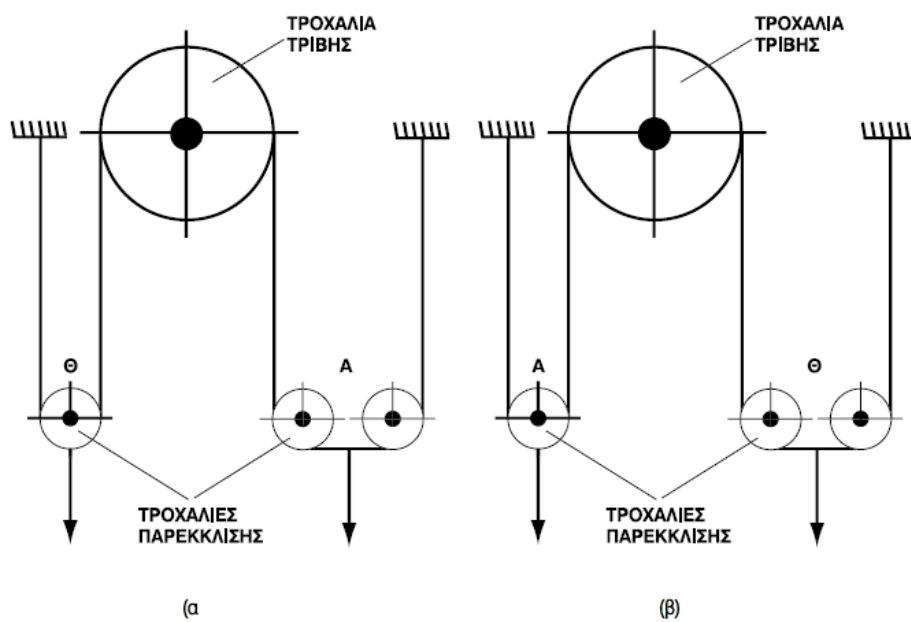 ΤΡΟΧΑΛΙΑ
ΤΡΙΒΗΣ
Θ
Α
ΤΡΟΧΑΛΙΕΣ
ΠΑΡΕΚΚΛΙΣΗΣ
(α
ΤΡΟΧΑΛΙΑ
ΤΡΙΒΗΣ
Α
Θ
ΤΡΟΧΑΛΙΕΣ
ΠΑΡΕΚΚΛΙΣΗΣ
(β)